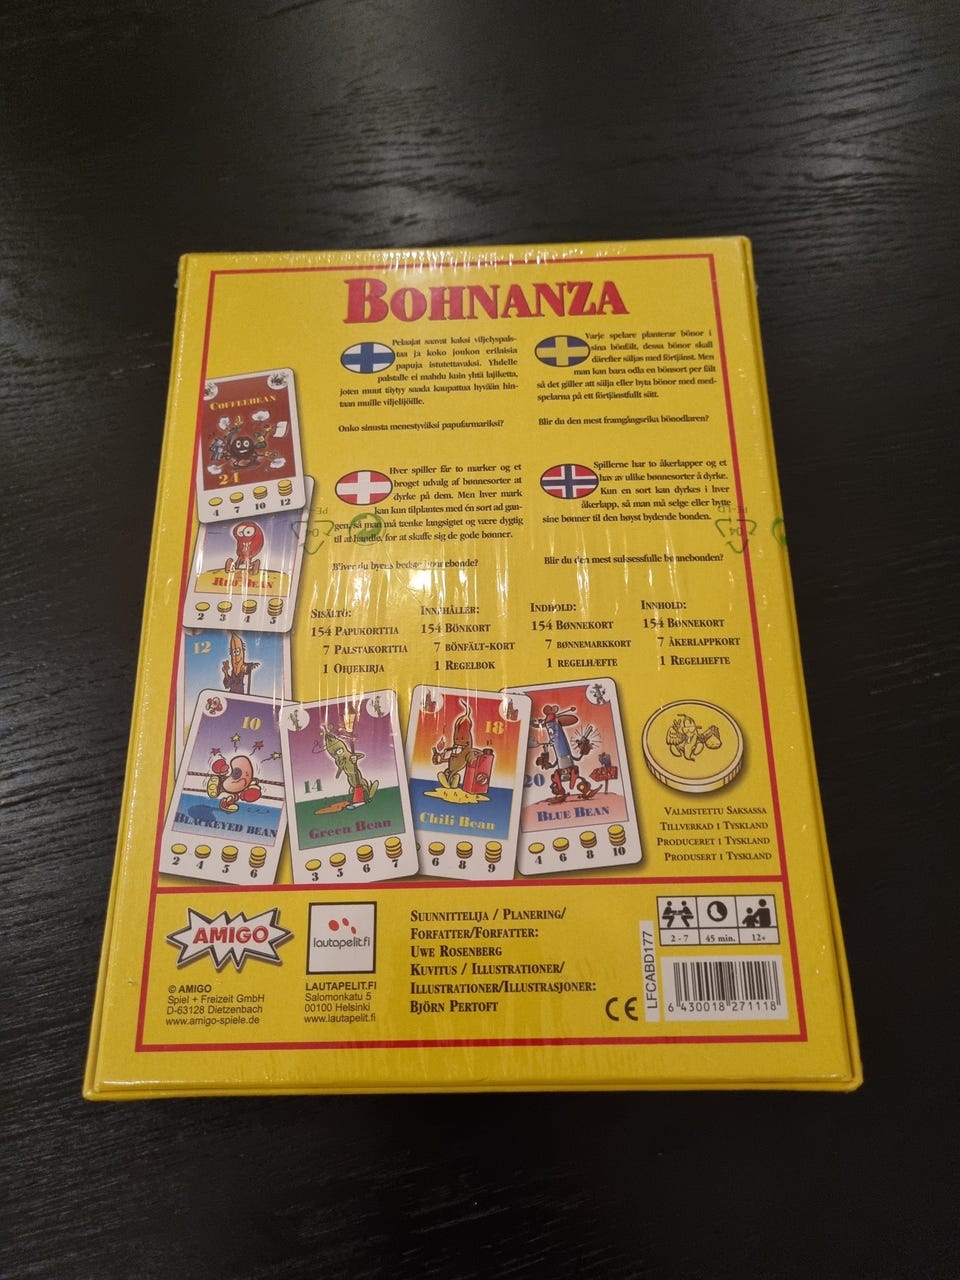 BOHNANZA
Pelaajat saavat kaksi viljelyspals-
taa ja koko joukon erilaisia
papuja istutettavaksi. Yhdelle
palstalle ei mahdu kuin yhtä lajiketta,
joten muut täytyy saada kaupattua hyvään hin-
taan muille viljelijöille.
Onko sinusta menestyväksi papufarmariksi?
Varje spelare planterar bönor i
sina bönfält, dessa bönor skall
därefter säljas med förtjänst. Men
man kan bara odla en bönsort per fält
så det gäller att sälja eller byta bönor med med-
spelarna på ett förtjänstfullt sätt.
Blir du den mest framgångsrika bönodlaren?
Hver spiller får to marker og et
broget udvalg af bønnesorter at
dyrke på dem. Men hver mark
kan kun tilplantes med én sort ad gan-
gen, så man må tænke langsigtet og være dygtig
til at handle, for at skaffe sig de gode bønner.
Bliver du byens bedste bønnebonde?
Spillerne har to åkerlapper og et
hav av ulike bønnesorter å dyrke.
Kun en sort kan dyrkes i hver
åkerlapp, så man må selge eller bytte
sine bønner til den høyst bydende bonden.
Blir du den mest suksessfulle bønnebonden?
04
PE-LD
04
PE-LD
COFFEEBEAN
24
4 7 10 12
RED BEAN
2 3 4 5
12
SISÄLTÖ:
154 PAPUKORTTIA
7 PALSTAKORTTIA
1 OHJEKIRJA
INNEHÅLLER:
154 BÖNKORT
7 BÖNFÄLT-KORT
1 REGELBOK
INDHOLD:
154 BØNNEKORT
7 BØNNEMARKKORT
1 REGELHÆFTE
INNHOLD:
154 BØNNEKORT
7 ÅKERLAPPKORT
1 REGELHEFTE
10
BLACKEYED BEAN
2 4 5 6
14
Green Bean
3 5 6 7
18
Chili Bean
6 8 9
20
BLUE BEAN
4 6 8 10
VALMISTETTU SAKSASSA
TILLVERKAD I TYSKLAND
PRODUCERET I TYSKLAND
PRODUSERT I TYSKLAND
AMIGO
© AMIGO
Spiel + Freizeit GmbH
D-63128 Dietzenbach
www.amigo-spiele.de
lautapelit.fi
LAUTAPELIT.FI
Salomonkatu 5
00100 Helsinki
www.lautapelit.fi
SUUNNITTELIJA / PLANERING/
FORFATTER/FORFATTER:
UWE ROSENBERG
KUVITUS / ILLUSTRATIONER/
ILLUSTRATIONER/ILLUSTRASJONER:
BJÖRN PERTOFT
CE
LFCABD177
2 - 7 45 min. 12+
6 430018 271118